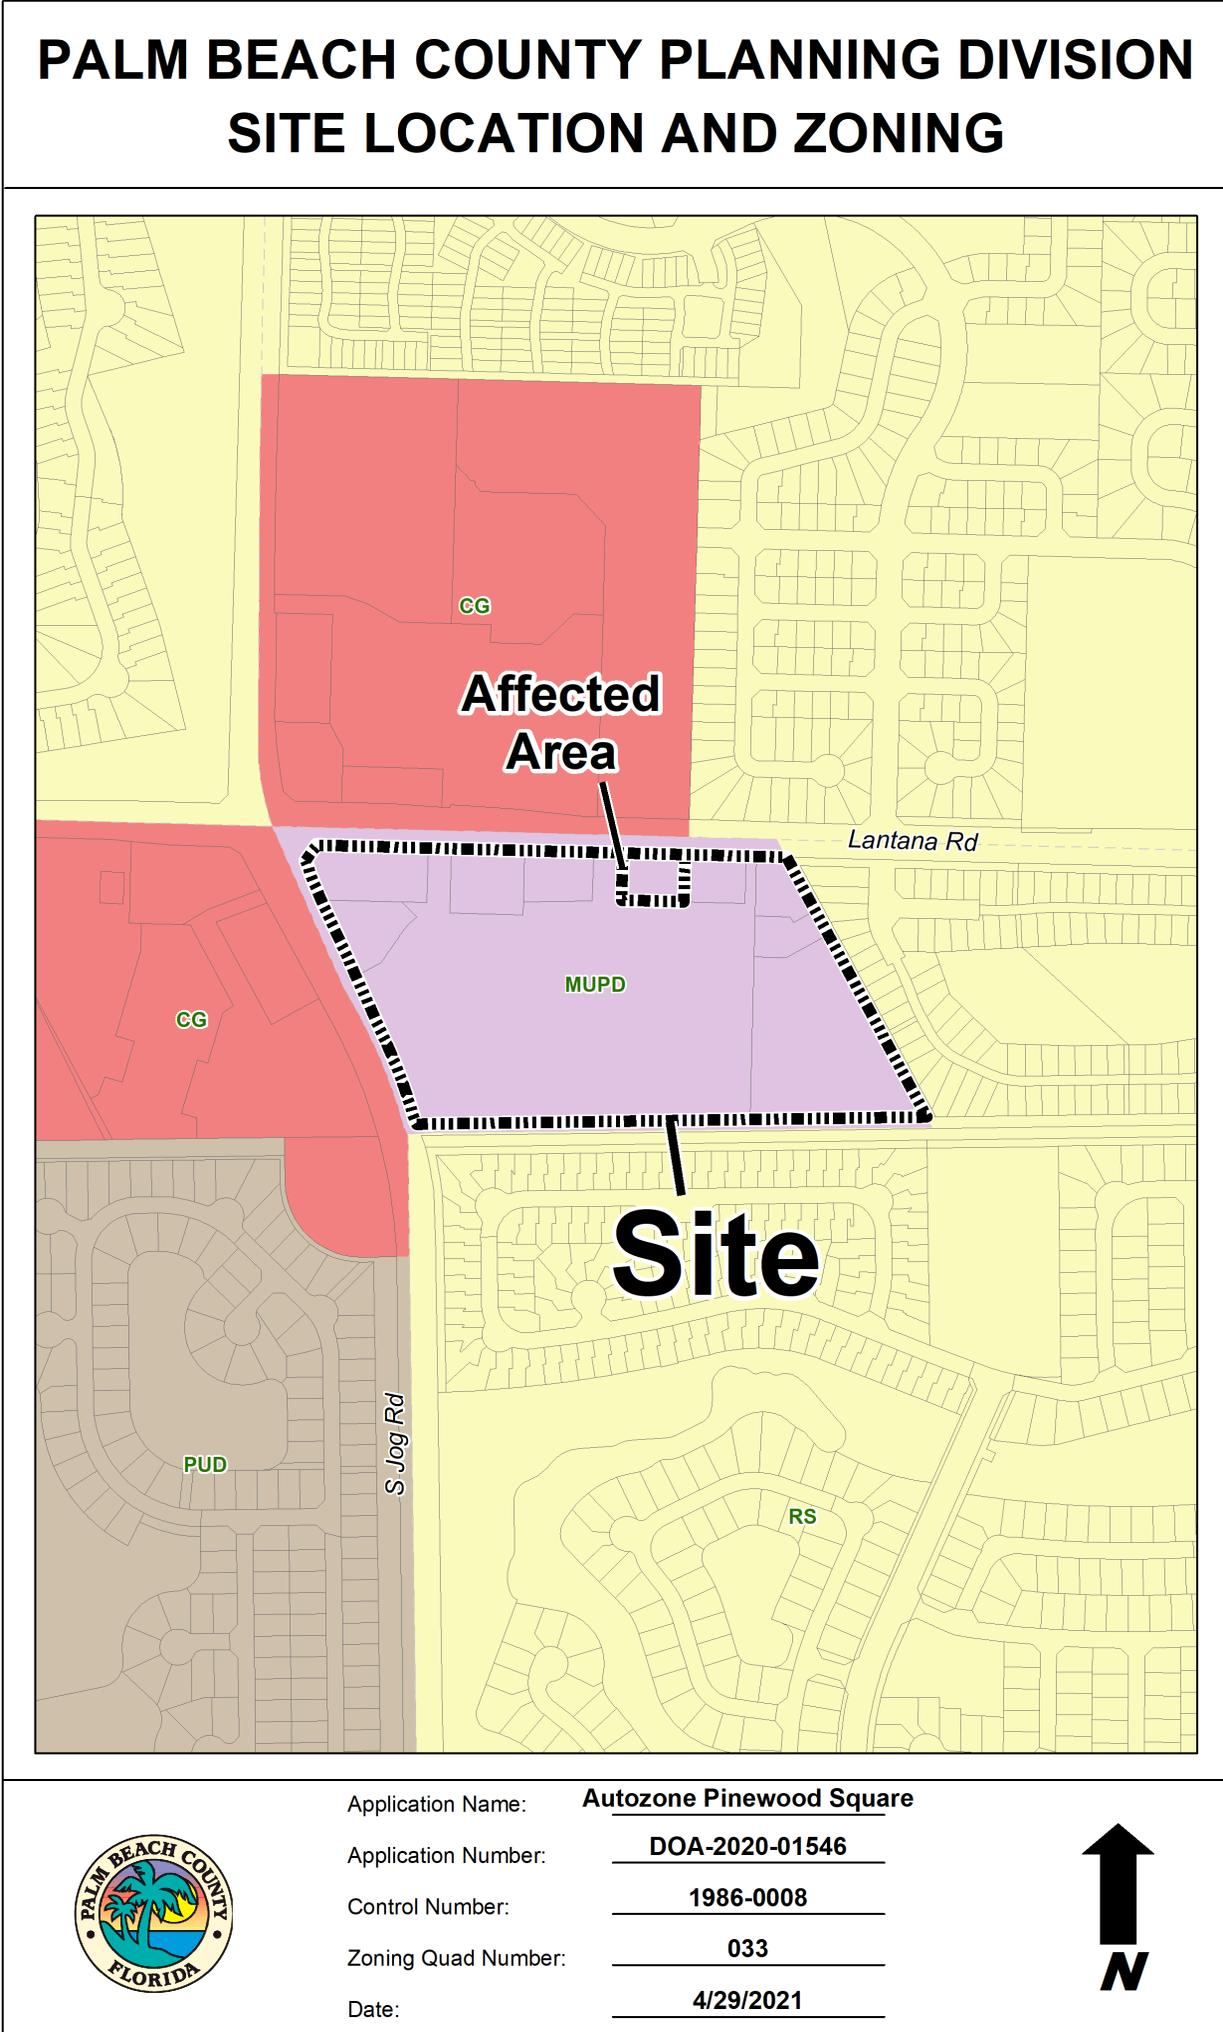 PALM BEACH COUNTY PLANNING DIVISION
SITE LOCATION AND ZONING
CG
Affected
Area
Lantana Rd
MUPD
CG
Site
S Jog Rd
PUD
RS
Application Name: Autozone Pinewood Square
Application Number: DOA-2020-01546
Control Number: 1986-0008
Zoning Quad Number: 033
Date: 4/29/2021
PALM BEACH COUNTY
FLORIDA
N